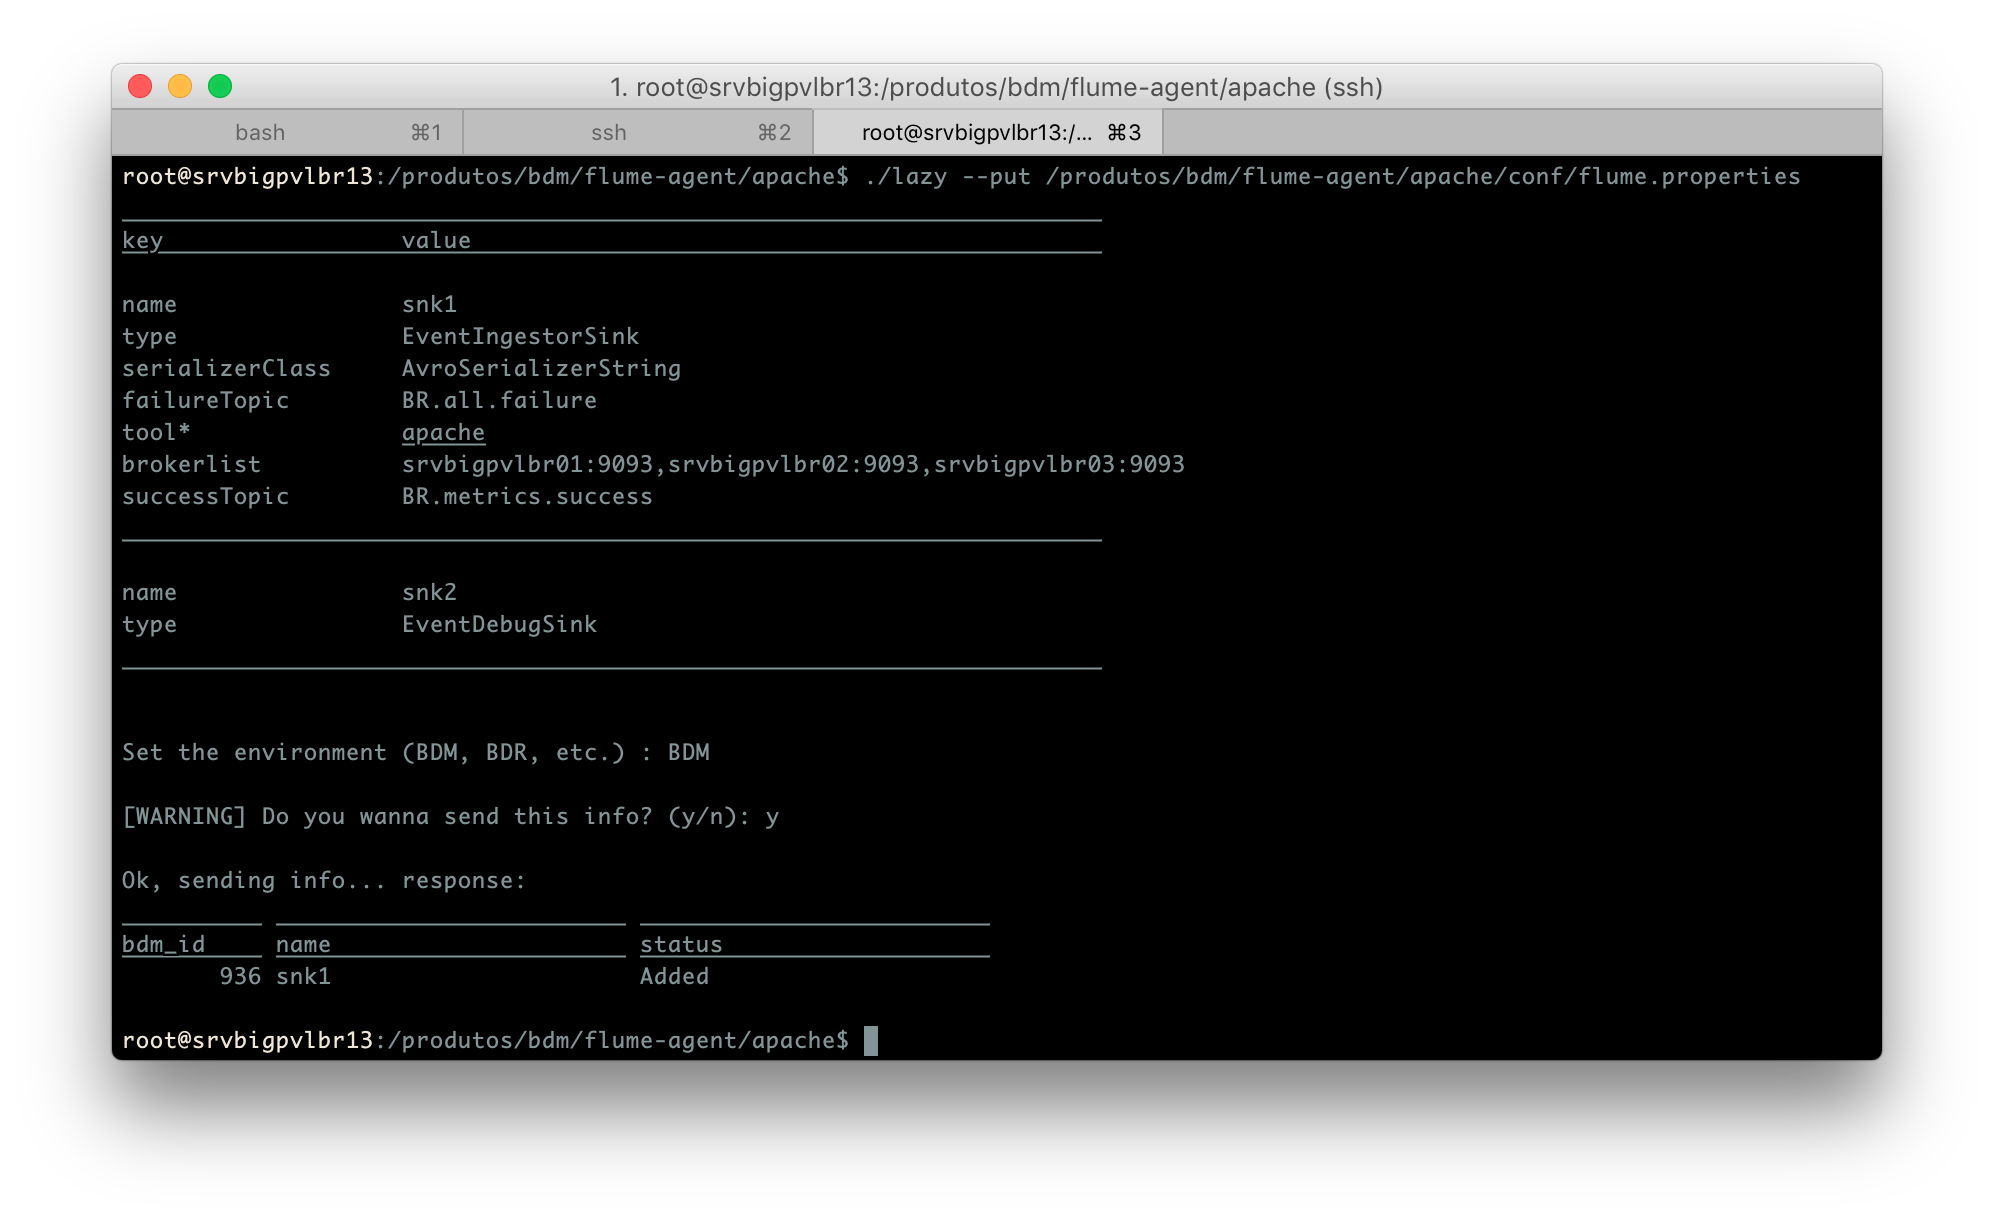 1. root@srvbigpvlbr13:/produtos/bdm/flume-agent/apache (ssh)
bash ⌘1 ssh ⌘2 root@srvbigpvlbr13:/... ⌘3
root@srvbigpvlbr13:/produtos/bdm/flume-agent/apache$ ./lazy --put /produtos/bdm/flume-agent/apache/conf/flume.properties
key value
name snk1
type EventIngestorSink
serializerClass AvroSerializerString
failureTopic BR.all.failure
tool* apache
brokerlist srvbigpvlbr01:9093,srvbigpvlbr02:9093,srvbigpvlbr03:9093
successTopic BR.metrics.success
name snk2
type EventDebugSink
Set the environment (BDM, BDR, etc.) : BDM
[WARNING] Do you wanna send this info? (y/n): y
Ok, sending info... response:
bdm_id name status
936 snk1 Added
root@srvbigpvlbr13:/produtos/bdm/flume-agent/apache$